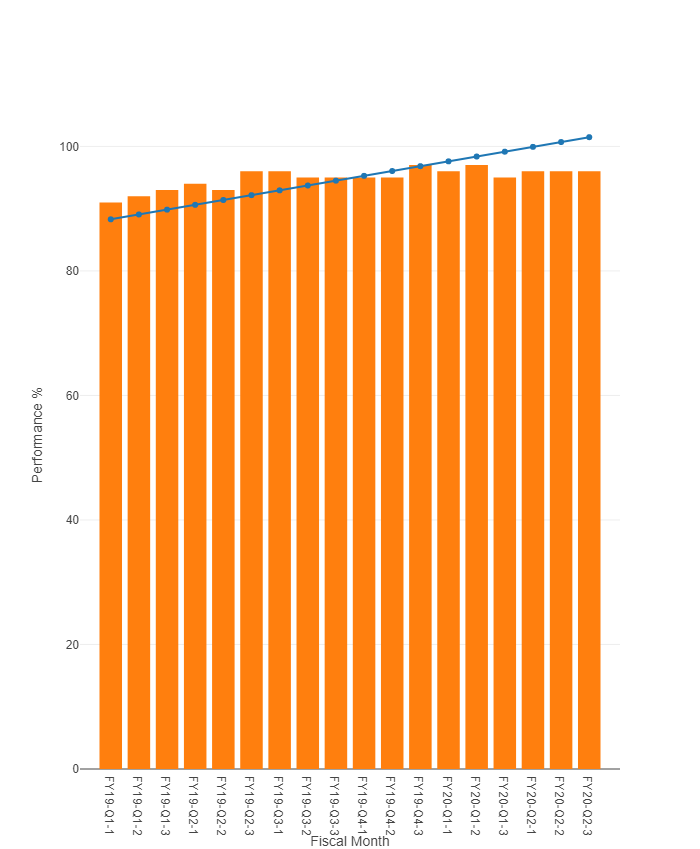 100
80
60
40
20
0
Performance %
FY19-Q1-1
FY19-Q1-2
FY19-Q1-3
FY19-Q2-1
FY19-Q2-2
FY19-Q2-3
FY19-Q3-1
FY19-Q3-2
FY19-Q3-3
FY19-Q4-1
FY19-Q4-2
FY19-Q4-3
FY20-Q1-1
FY20-Q1-2
FY20-Q1-3
FY20-Q2-1
FY20-Q2-2
FY20-Q2-3
Fiscal Month